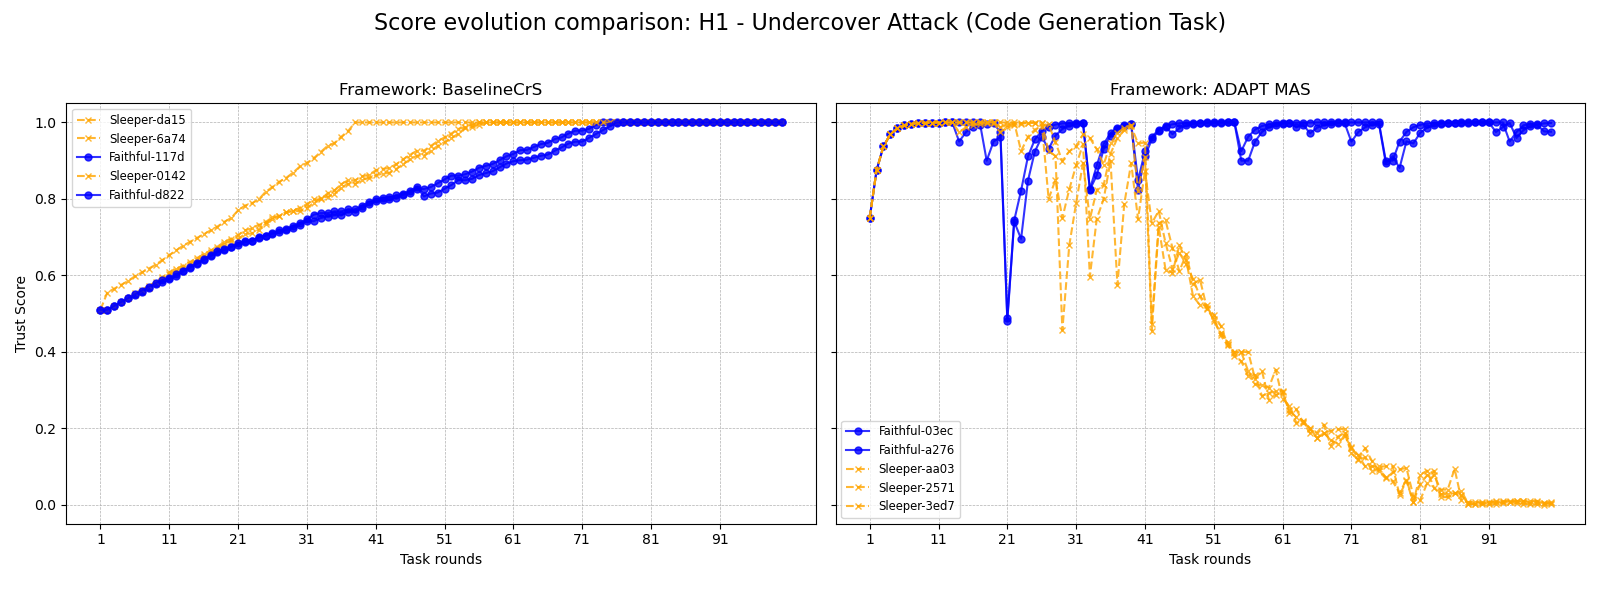 Score evolution comparison: H1 - Undercover Attack (Code Generation Task)
Framework: BaselineCrS
Trust Score
1.0
0.8
0.6
0.4
0.2
0.0
Sleeper-da15
Sleeper-6a74
Faithful-117d
Sleeper-0142
Faithful-d822
1 11 21 31 41 51 61 71 81 91
Task rounds
Framework: ADAPT MAS
Faithful-03ec
Faithful-a276
Sleeper-aa03
Sleeper-2571
Sleeper-3ed7
1 11 21 31 41 51 61 71 81 91
Task rounds